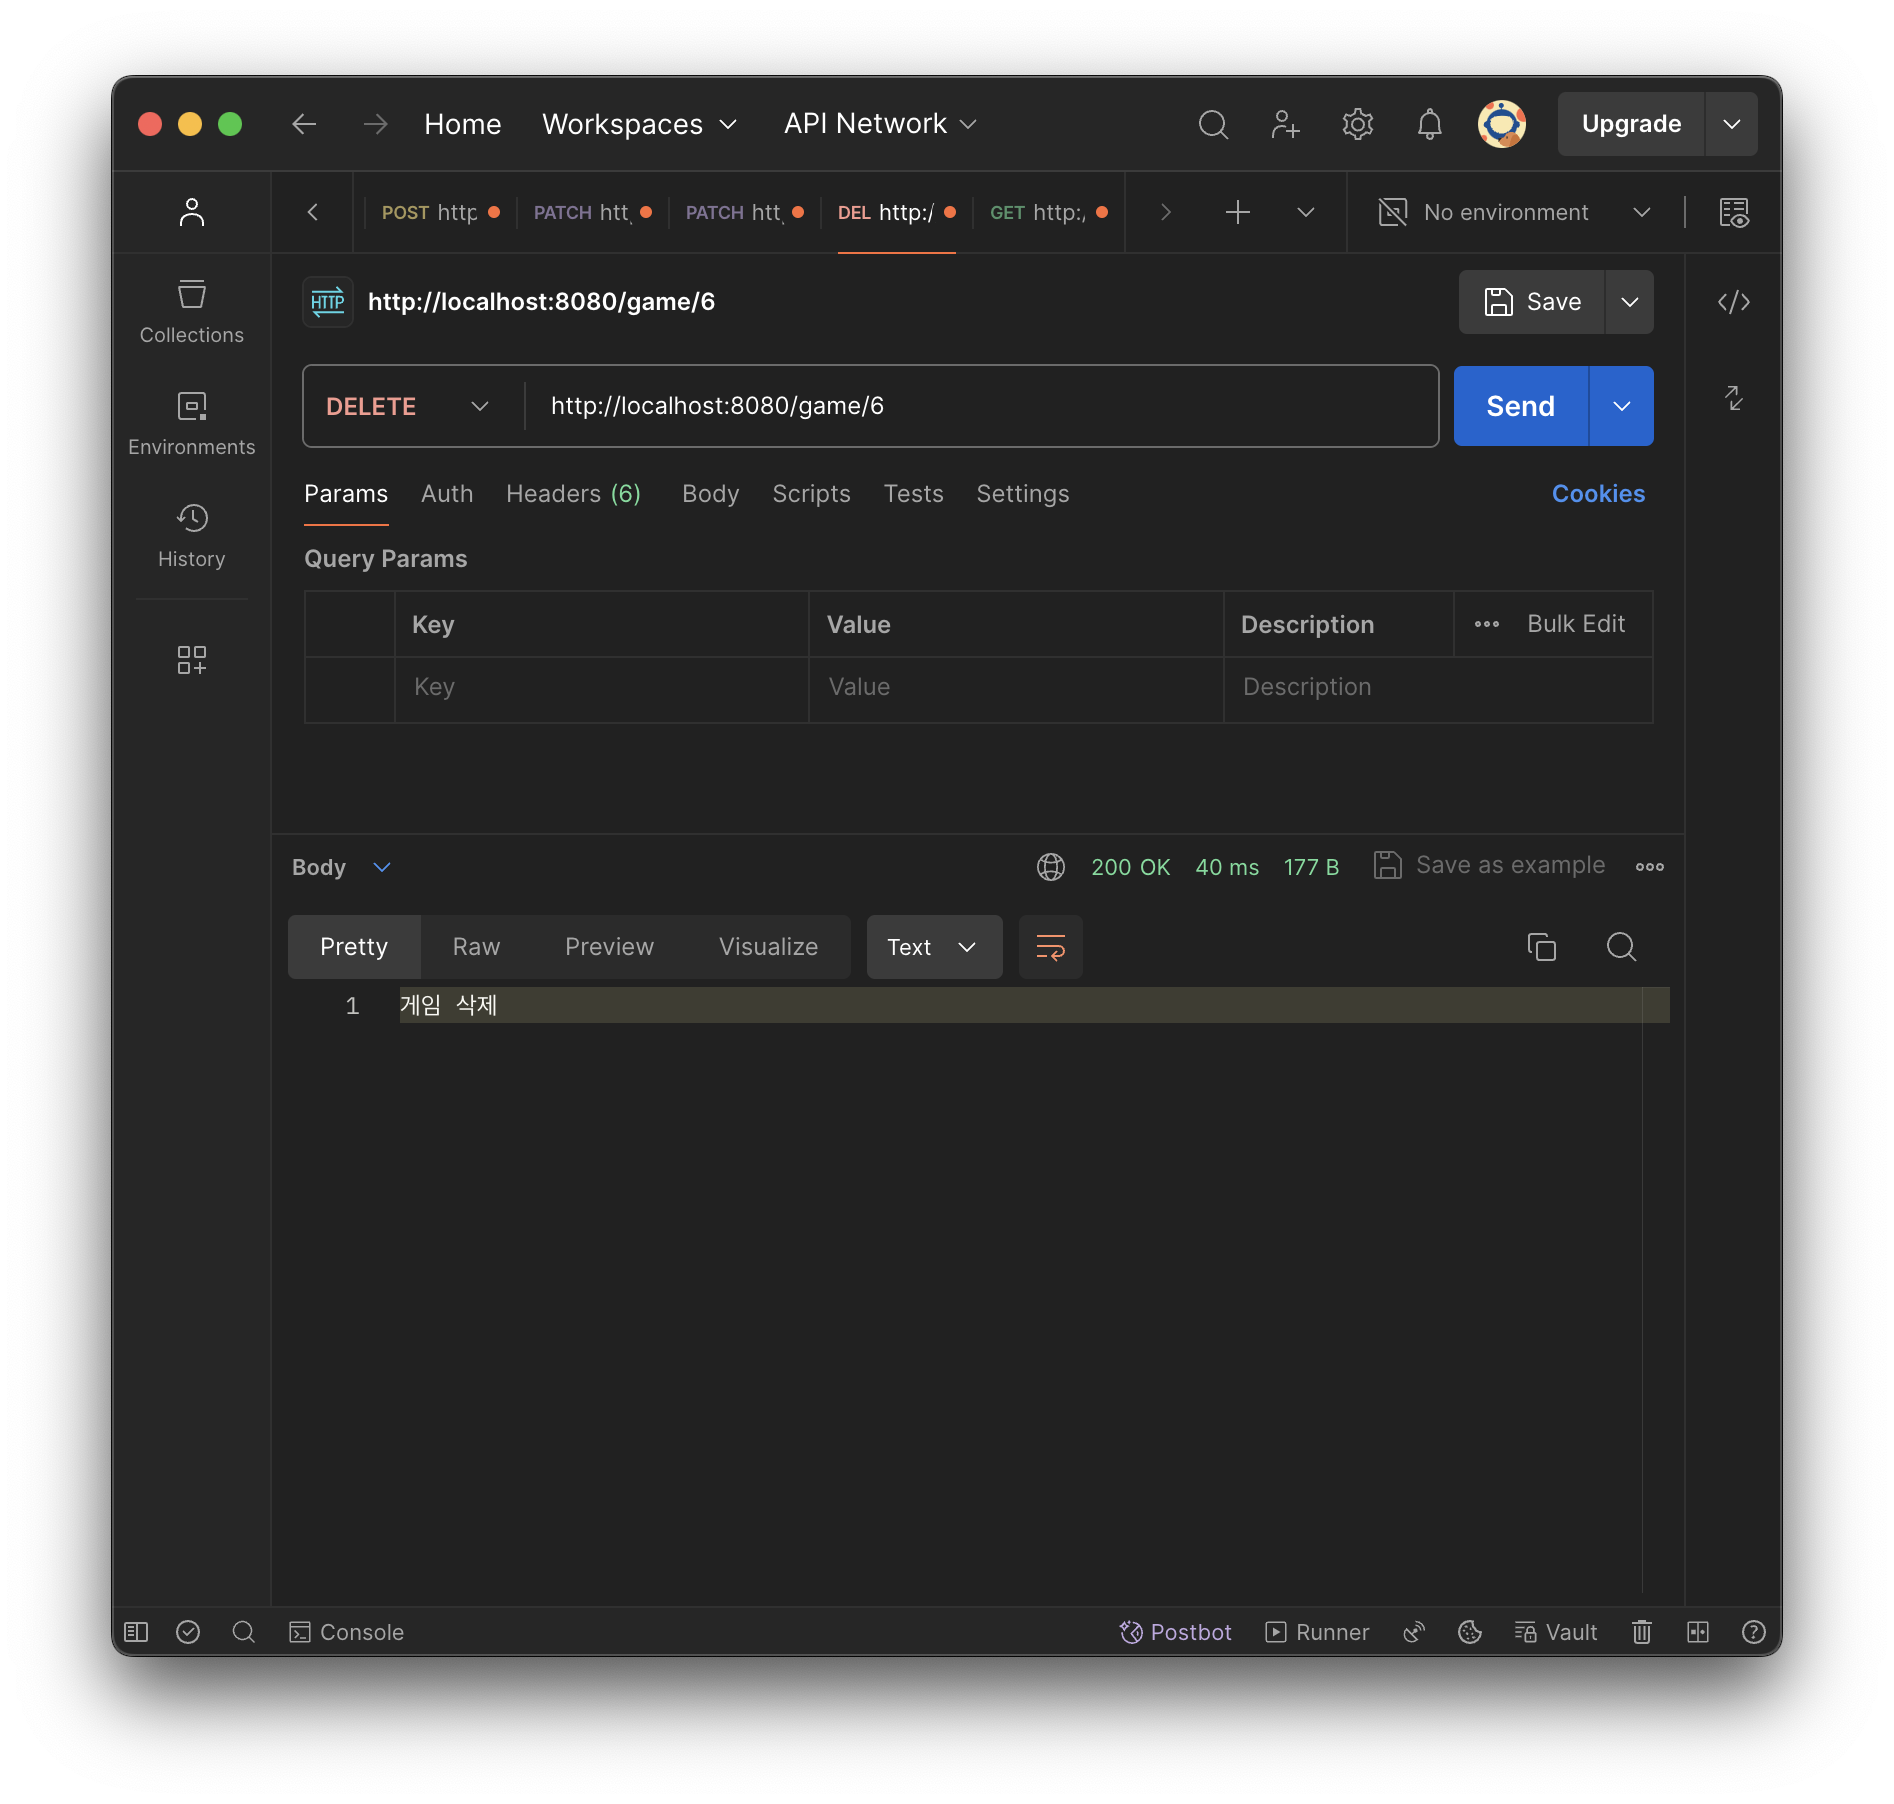 Home Workspaces API Network Upgrade
POST http PATCH htt PATCH htt DEL http:/ GET http:/ No environment
HTTP http://localhost:8080/game/6 Save
Collections
DELETE http://localhost:8080/game/6 Send
Environments
Params Auth Headers (6) Body Scripts Tests Settings Cookies
History
Query Params
Key Value Description Bulk Edit
Key Value Description
Body 200 OK 40 ms 177 B Save as example
Pretty Raw Preview Visualize Text
1 게임 삭제
Console Postbot Runner Vault